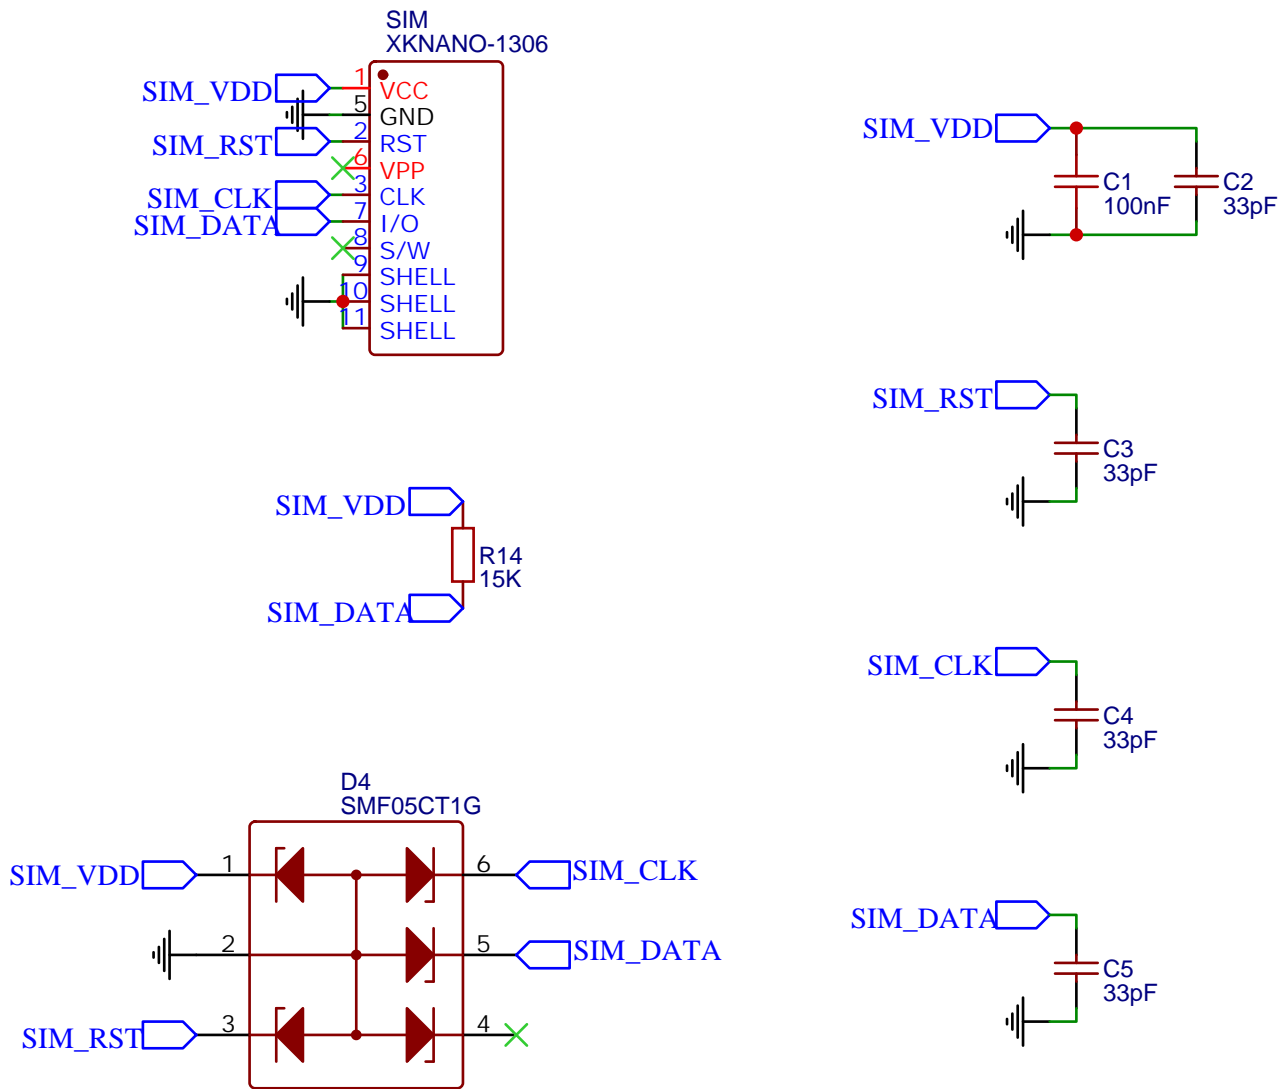 SIM
XKNANO-1306
SIM_VDD 1 VCC
5 GND
SIM_RST 2 RST
6 VPP
SIM_CLK 3 CLK
SIM_DATA 7 I/O
8 S/W
9 SHELL
10 SHELL
11 SHELL
SIM_VDD
C1
100nF
C2
33pF
SIM_RST
C3
33pF
SIM_VDD
R14
15K
SIM_DATA
SIM_CLK
C4
33pF
D4
SMF05CT1G
SIM_VDD 1 6 SIM_CLK
2 5 SIM_DATA
SIM_RST 3 4
SIM_DATA
C5
33pF